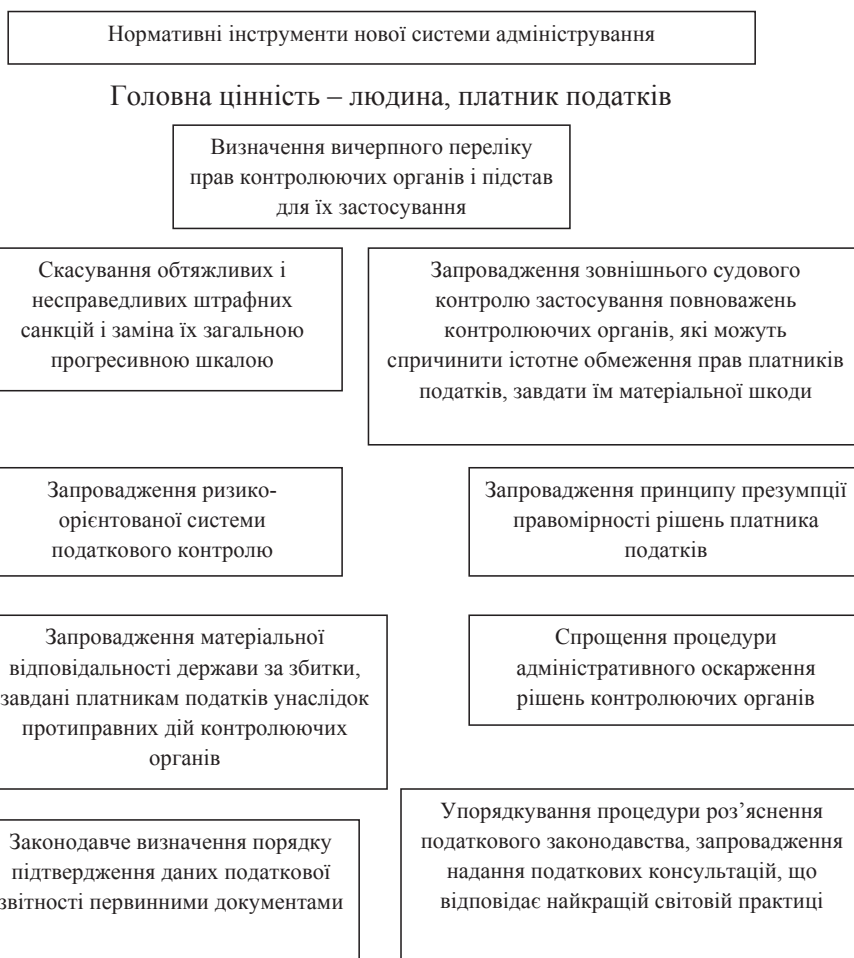 Нормативні інструменти нової системи адміністрування
Головна цінність – людина, платник податків
Визначення вичерпного переліку
прав контролюючих органів і підстав
для їх застосування
Скасування обтяжливих і
несправедливих штрафних
санкцій і заміна їх загальною
прогресивною шкалою
Запровадження зовнішнього судового
контролю застосування повноважень
контролюючих органів, які можуть
спричинити істотне обмеження прав платників
податків, завдати їм матеріальної шкоди
Запровадження ризико-
орієнтованої системи
податкового контролю
Запровадження принципу презумпції
правомірності рішень платника
податків
Запровадження матеріальної
відповідальності держави за збитки,
завдані платникам податків унаслідок
протиправних дій контролюючих
органів
Спрощення процедури
адміністративного оскарження
рішень контролюючих органів
Законодавче визначення порядку
підтвердження даних податкової
звітності первинними документами
Упорядкування процедури роз’яснення
податкового законодавства, запровадження
надання податкових консультацій, що
відповідає найкращій світовій практиці